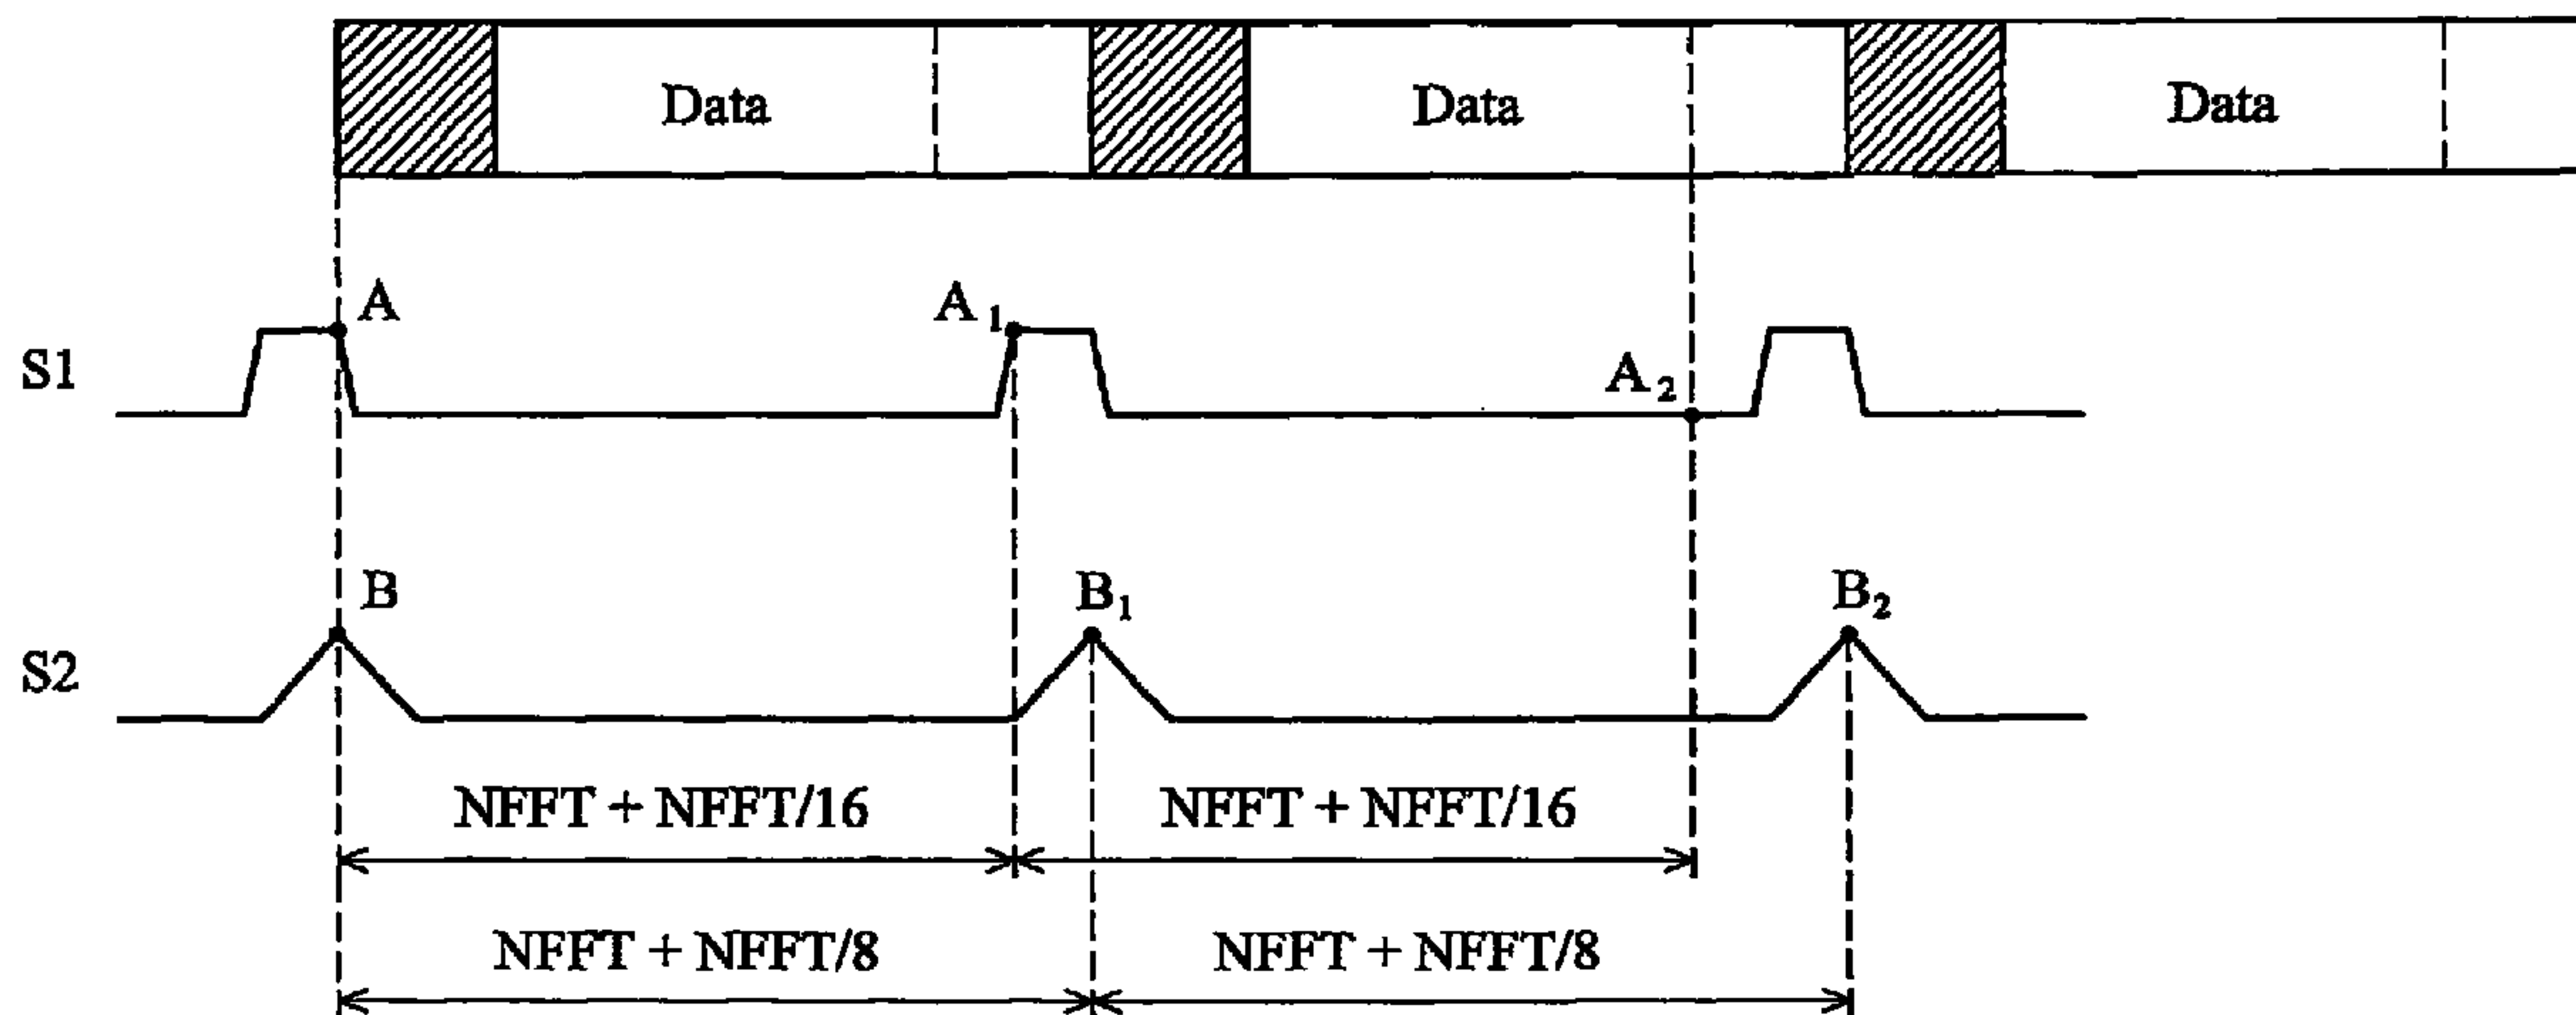 Data Data Data
A A₁
S1 A₂
B B₁ B₂
S2
NFFT + NFFT/16 NFFT + NFFT/16
NFFT + NFFT/8 NFFT + NFFT/8